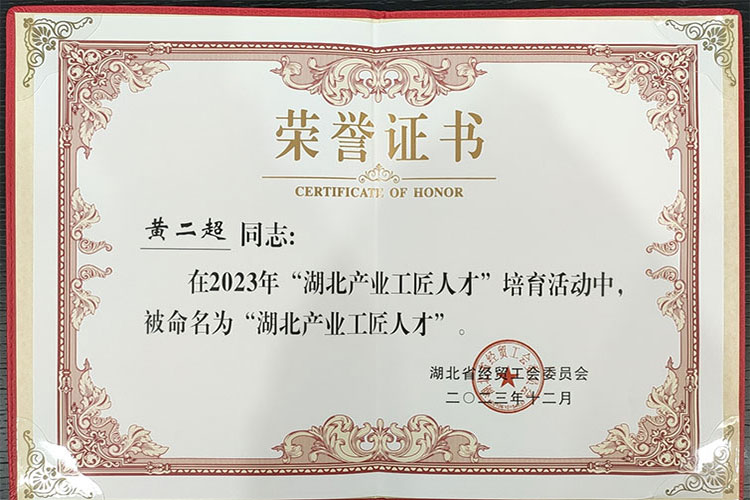 荣誉证书
CERTIFICATE OF HONOR
黄二超 同志:
在2023年“湖北产业工匠人才”培育活动中，
被命名为“湖北产业工匠人才”。
湖北省经贸工会委员会
二〇二三年十二月